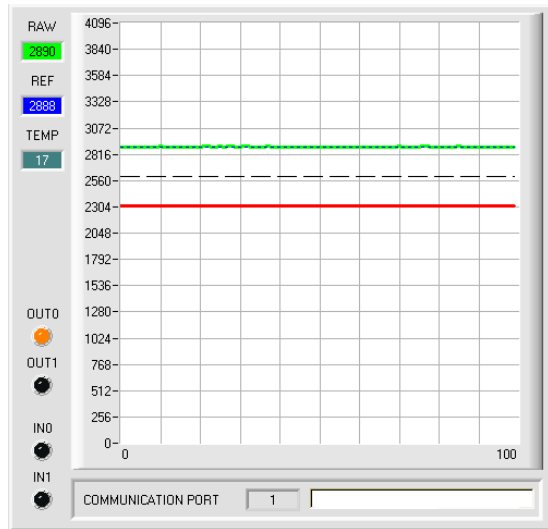 RAW
2890
REF
2888
TEMP
17
OUT0
OUT1
IN0
IN1
4096
3840
3584
3328
3072
2816
2560
2304
2048
1792
1536
1280
1024
768
512
256
0
0 100
COMMUNICATION PORT 1